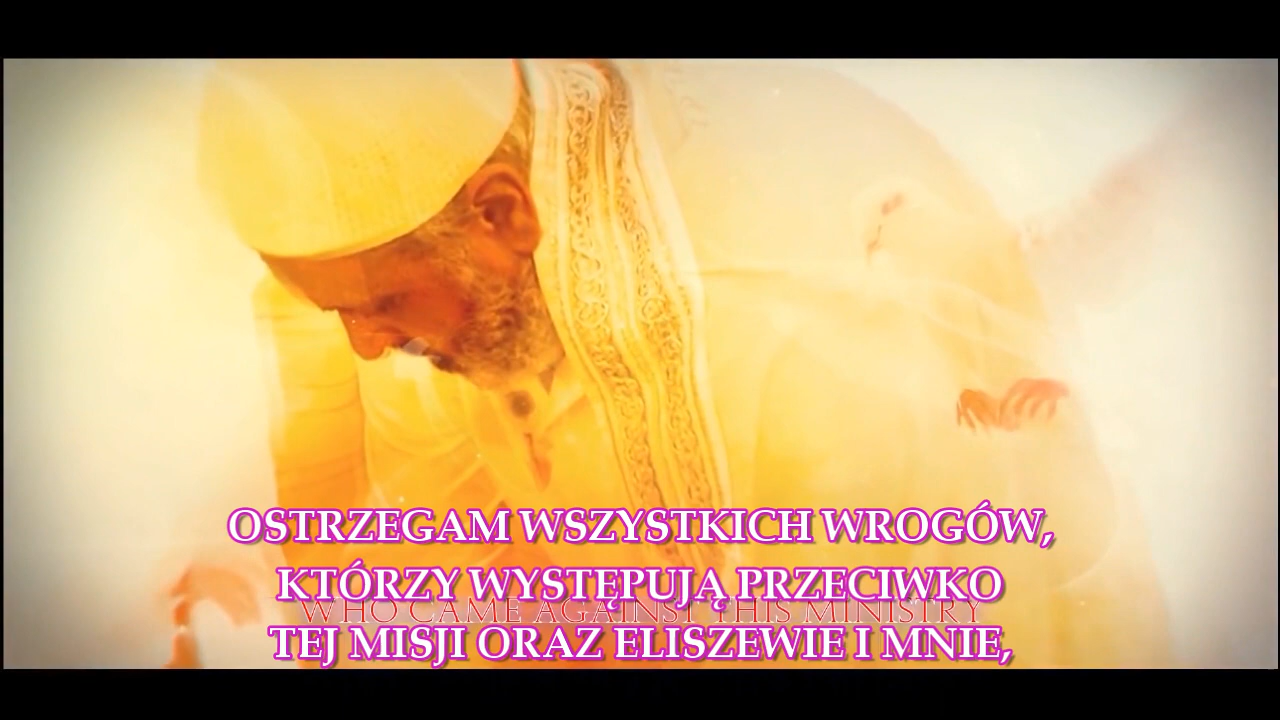 OSTRZEGAM WSZYSTKICH WROGÓW,
KTÓRZY WYSTĘPUJĄ PRZECIWKO
WHO CAME AGAINST THIS MINISTRY
TEJ MISJI ORAZ ELISZEWIE I MNIE,